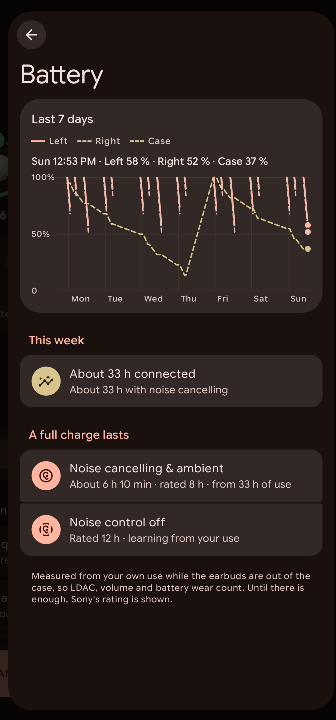 Battery
Last 7 days
Left Right Case
Sun 12:53 PM · Left 58 % · Right 52 % · Case 37 %
100%
50%
0
Mon Tue Wed Thu Fri Sat Sun
This week
About 33 h connected
About 33 h with noise cancelling
A full charge lasts
Noise cancelling & ambient
About 6 h 10 min · rated 8 h · from 33 h of use
Noise control off
Rated 12 h · learning from your use
Measured from your own use while the earbuds are out of the
case, so LDAC, volume and battery wear count. Until there is
enough, Sony's rating is shown.